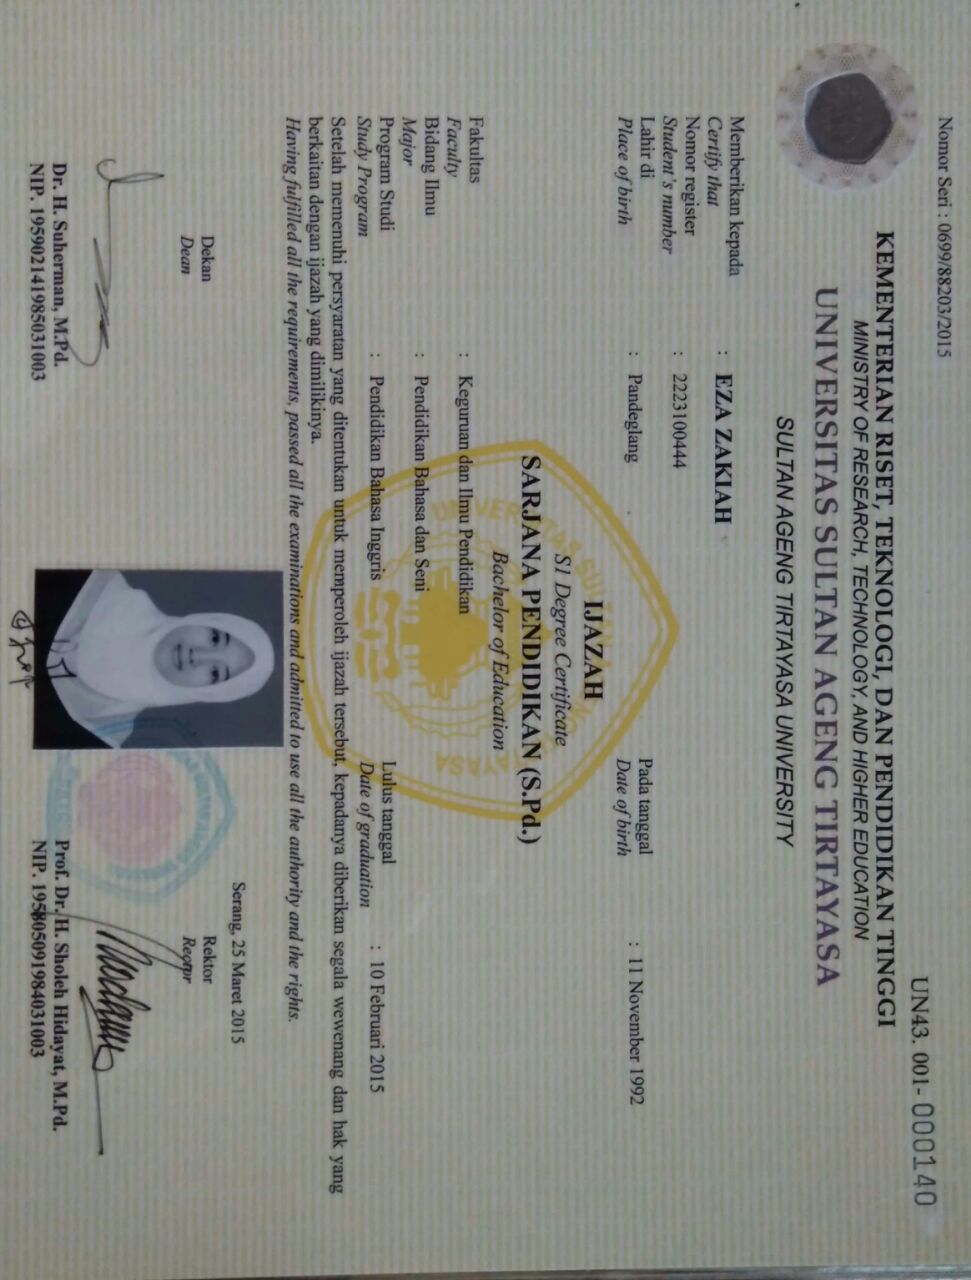 Nomor Seri : 0699/88203/2015
UN43. 001- 000140
KEMENTERIAN RISET, TEKNOLOGI, DAN PENDIDIKAN TINGGI
MINISTRY OF RESEARCH, TECHNOLOGY, AND HIGHER EDUCATION
UNIVERSITAS SULTAN AGENG TIRTAYASA
SULTAN AGENG TIRTAYASA UNIVERSITY
Memberikan kepada : EZA ZAKIAH
Certify that
Nomor register : 2223100444
Student's number
Lahir di : Pandeglang Pada tanggal : 11 November 1992
Place of birth Date of birth
IJAZAH
S1 Degree Certificate
SARJANA PENDIDIKAN (S.Pd.)
Bachelor of Education
Fakultas : Keguruan dan Ilmu Pendidikan
Faculty
Bidang Ilmu : Pendidikan Bahasa dan Seni
Major
Program Studi : Pendidikan Bahasa Inggris Lulus tanggal : 10 Februari 2015
Study Program Date of graduation
Setelah memenuhi persyaratan yang ditentukan untuk memperoleh ijazah tersebut, kepadanya diberikan segala wewenang dan hak yang
berkaitan dengan ijazah yang dimilikinya.
Having fulfilled all the requirements, passed all the examinations and admitted to use all the authority and the rights.
Serang, 25 Maret 2015
Dekan Rektor
Dean Rector
Dr. H. Suherman, M.Pd. Prof. Dr. H. Sholeh Hidayat, M.Pd.
NIP. 195902141985031003 NIP. 195805091984031003